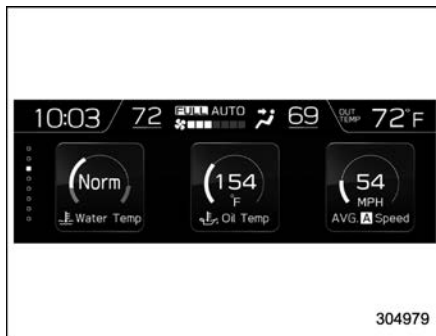 10:03 72 FULL AUTO 69 OUT TEMP 72°F
Norm 154 54
°F MPH
Water Temp Oil Temp AVG. A Speed
304979